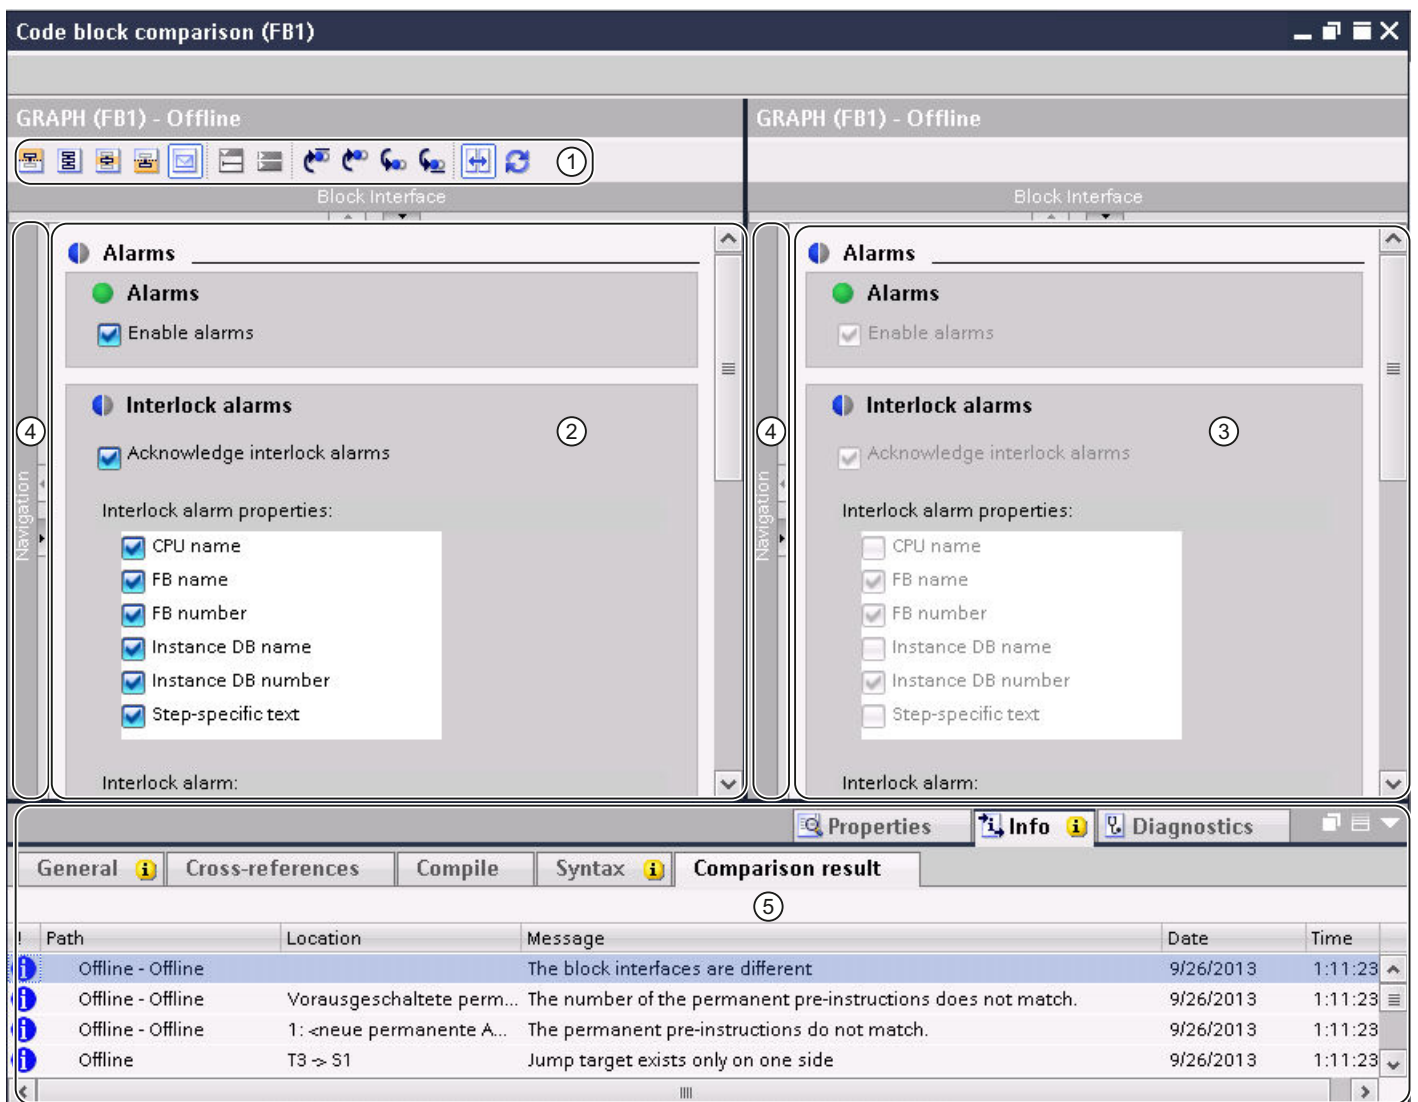 Code block comparison (FB1)
GRAPH (FB1) - Offline
GRAPH (FB1) - Offline
1
Block Interface
Block Interface
Alarms
Alarms
Enable alarms
Interlock alarms
2
4
Acknowledge interlock alarms
Navigation
Interlock alarm properties:
CPU name
FB name
FB number
Instance DB name
Instance DB number
Step-specific text
Interlock alarm:
Alarms
Alarms
Enable alarms
Interlock alarms
3
4
Acknowledge interlock alarms
Navigation
Interlock alarm properties:
CPU name
FB name
FB number
Instance DB name
Instance DB number
Step-specific text
Interlock alarm:
Properties Info Diagnostics
General Cross-references Compile Syntax Comparison result
5
! Path Location Message Date Time
Offline - Offline The block interfaces are different 9/26/2013 1:11:23
Offline - Offline Vorausgeschaltete perm... The number of the permanent pre-instructions does not match. 9/26/2013 1:11:23
Offline - Offline 1: <neue permanente A... The permanent pre-instructions do not match. 9/26/2013 1:11:23
Offline T3 -> S1 Jump target exists only on one side 9/26/2013 1:11:23